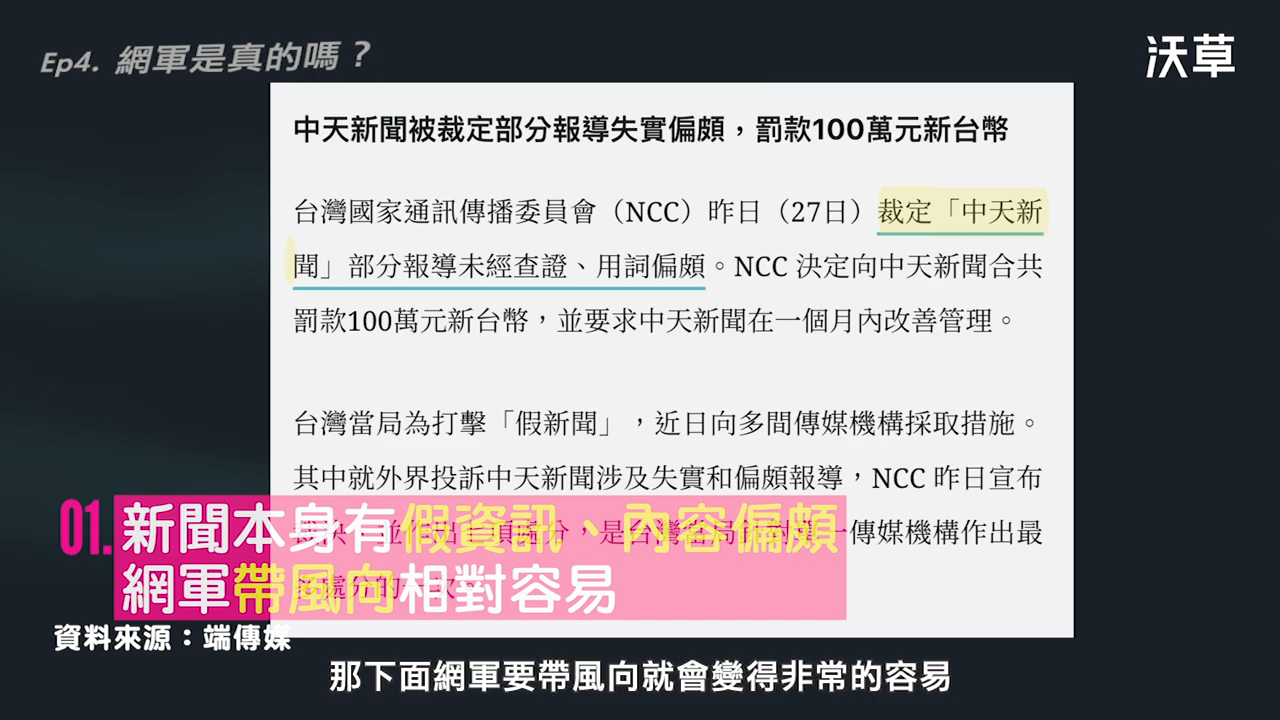 Ep4. 網軍是真的嗎？
沃草
中天新聞被裁定部分報導失實偏頗，罰款100萬元新台幣
台灣國家通訊傳播委員會（NCC）昨日（27日）裁定「中天新
聞」部分報導未經查證、用詞偏頗。NCC 決定向中天新聞合共
罰款100萬元新台幣，並要求中天新聞在一個月內改善管理。
台灣當局為打擊「假新聞」，近日向多間傳媒機構採取措施。
其中就外界投訴中天新聞涉及失實和偏頗報導，NCC 昨日宣布
一傳媒機構作出最
01. 新聞本身有假資訊、內容偏頗
網軍帶風向相對容易
資料來源：端傳媒
那下面網軍要帶風向就會變得非常的容易